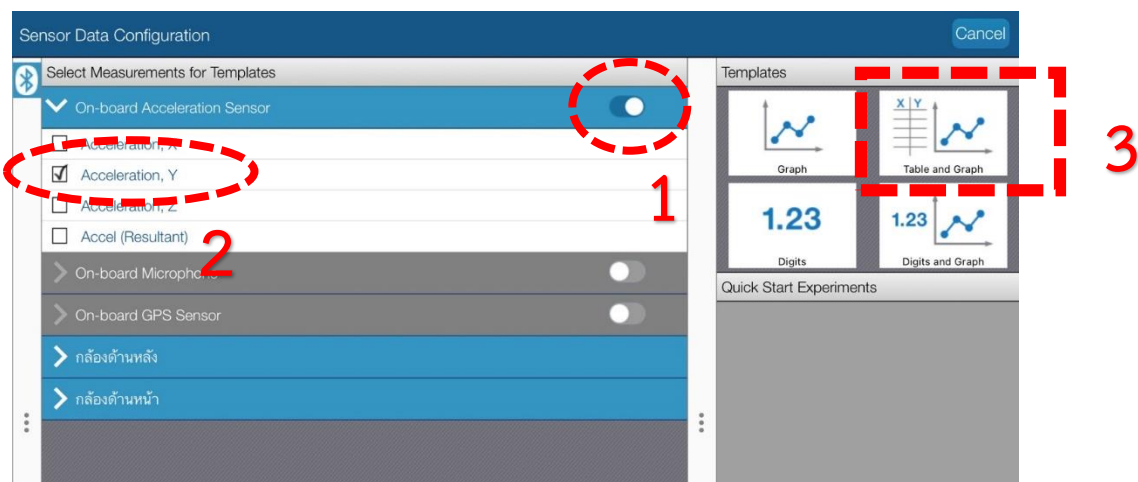 Sensor Data Configuration
Cancel
Select Measurements for Templates
On-board Acceleration Sensor
Acceleration, X
Acceleration, Y
Acceleration, Z
Accel (Resultant)
On-board Microphone
On-board GPS Sensor
กล้องด้านหลัง
กล้องด้านหน้า
1
2
Templates
X Y
Graph
Table and Graph
1.23
Digits
1.23
Digits and Graph
Quick Start Experiments
3